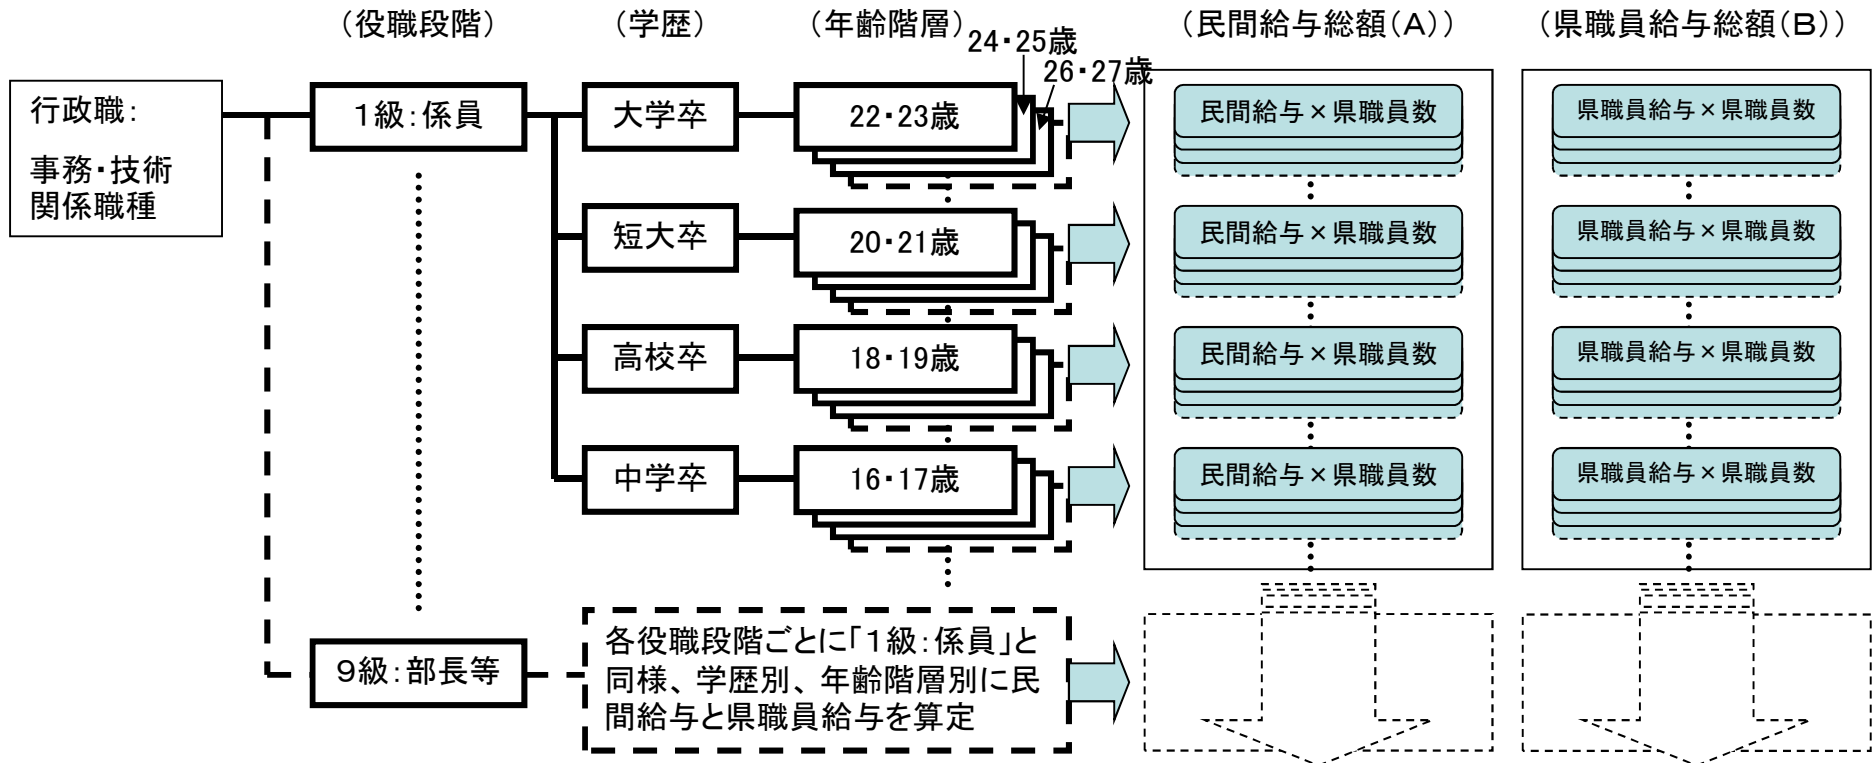 （役職段階）
（学歴）
（年齢階層）
（民間給与総額（A））
（県職員給与総額（B））
24・25歳
26・27歳
行政職：
事務・技術
関係職種
１級：係員
大学卒
22・23歳
民間給与×県職員数
県職員給与×県職員数
短大卒
20・21歳
民間給与×県職員数
県職員給与×県職員数
高校卒
18・19歳
民間給与×県職員数
県職員給与×県職員数
中学卒
16・17歳
民間給与×県職員数
県職員給与×県職員数
９級：部長等
各役職段階ごとに「１級：係員」と
同様、学歴別、年齢階層別に民
間給与と県職員給与を算定